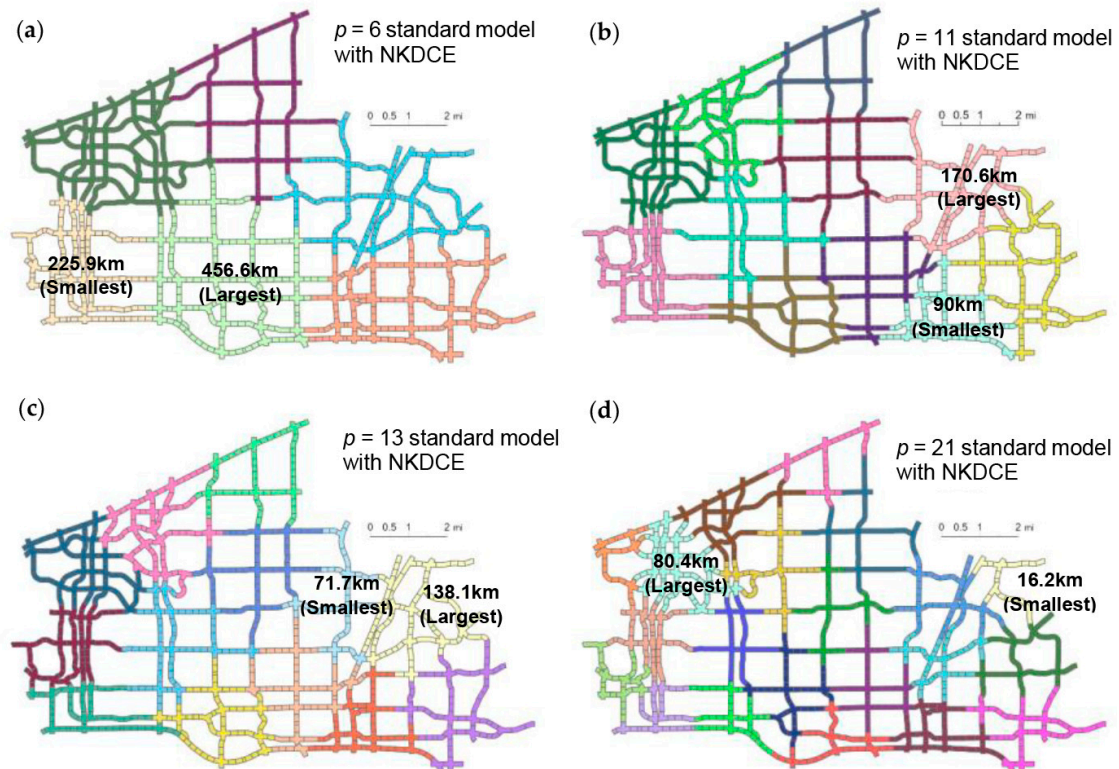 (a)
p = 6 standard model
with NKDCE
0 0.5 1 2 mi
225.9km
(Smallest)
456.6km
(Largest)
(b)
p = 11 standard model
with NKDCE
0 0.5 1 2 mi
170.6km
(Largest)
90km
(Smallest)
(c)
p = 13 standard model
with NKDCE
0 0.5 1 2 mi
71.7km
(Smallest)
138.1km
(Largest)
(d)
p = 21 standard model
with NKDCE
0 0.5 1 2 mi
80.4km
(Largest)
16.2km
(Smallest)